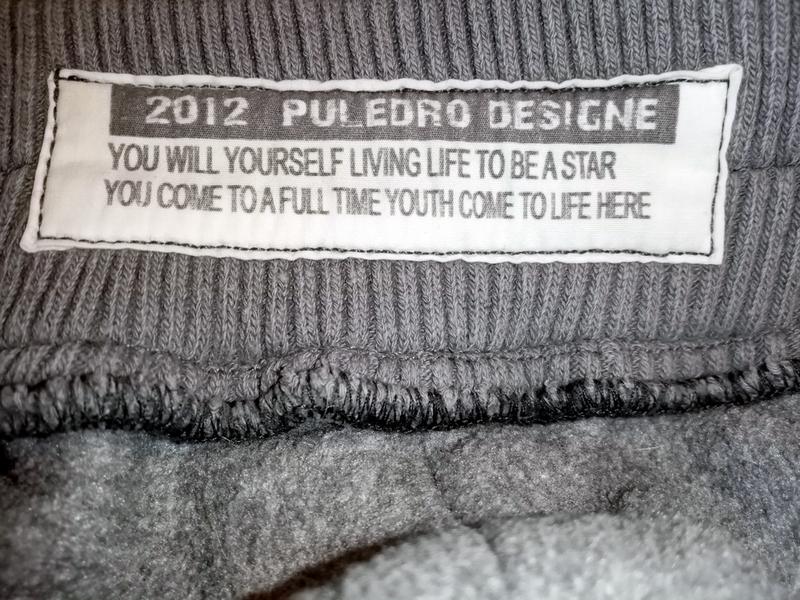 2012 PULEDRO DESIGNE
YOU WILL YOURSELF LIVING LIFE TO BE A STAR
YOU COME TO A FULL TIME YOUTH COME TO LIFE HERE